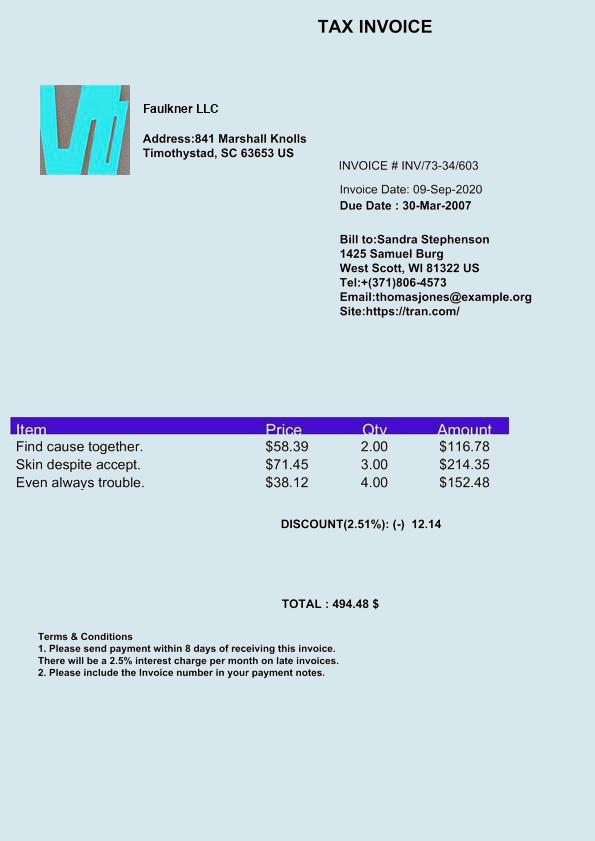 TAX INVOICE
Faulkner LLC
Address:841 Marshall Knolls
Timothystad, SC 63653 US
INVOICE # INV/73-34/603
Invoice Date: 09-Sep-2020
Due Date : 30-Mar-2007
Bill to:Sandra Stephenson
1425 Samuel Burg
West Scott, WI 81322 US
Tel:+(371)806-4573
Email:thomasjones@example.org
Site:https://tran.com/
Item Price Qty Amount
Find cause together. $58.39 2.00 $116.78
Skin despite accept. $71.45 3.00 $214.35
Even always trouble. $38.12 4.00 $152.48
DISCOUNT(2.51%): (-) 12.14
TOTAL : 494.48 $
Terms & Conditions
1. Please send payment within 8 days of receiving this invoice.
There will be a 2.5% interest charge per month on late invoices.
2. Please include the Invoice number in your payment notes.